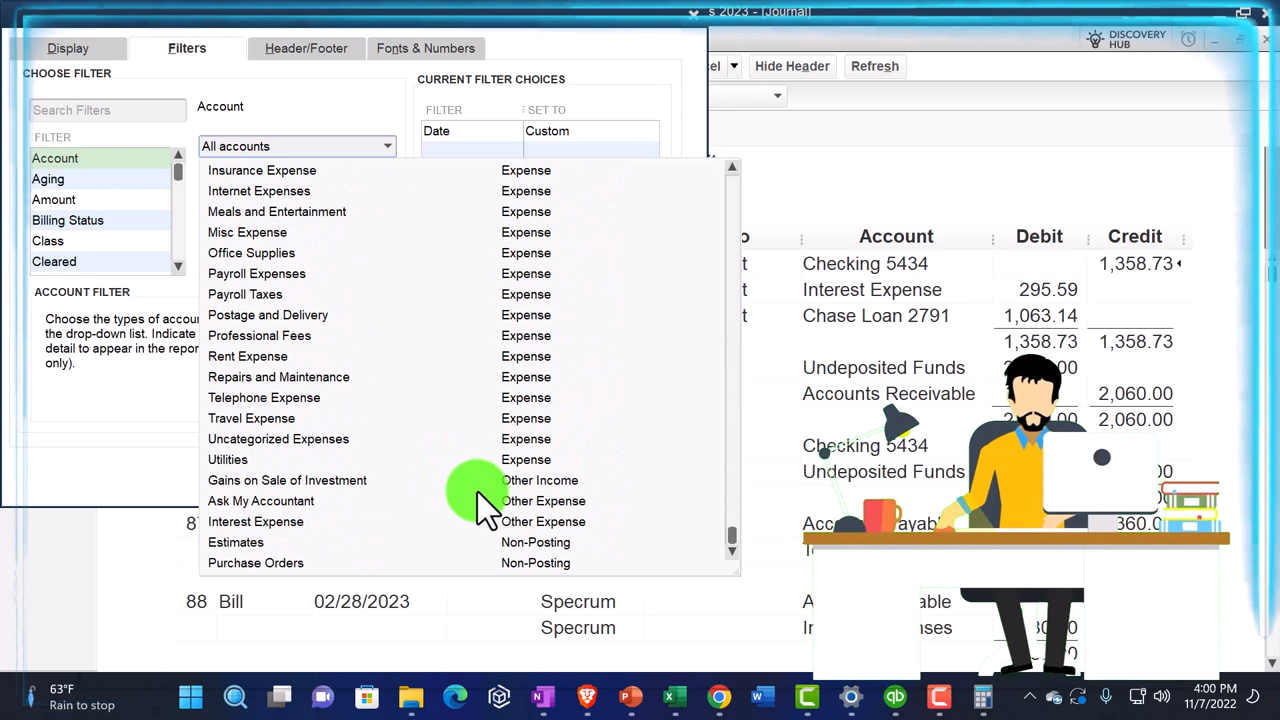 s 2023 - [Journal]
DISCOVERY
HUB
Display
Filters
Header/Footer
Fonts & Numbers
Hide Header
Refresh
CHOOSE FILTER
Search Filters
FILTER
Account
Aging
Amount
Billing Status
Class
Cleared
ACCOUNT FILTER
Choose the types of accou
the drop-down list. Indicate
detail to appear in the repor
only).
Account
All accounts
CURRENT FILTER CHOICES
FILTER SET TO
Date Custom
Insurance Expense Expense
Internet Expenses Expense
Meals and Entertainment Expense
Misc Expense Expense
Office Supplies Expense
Payroll Expenses Expense
Payroll Taxes Expense
Postage and Delivery Expense
Professional Fees Expense
Rent Expense Expense
Repairs and Maintenance Expense
Telephone Expense Expense
Travel Expense Expense
Uncategorized Expenses Expense
Utilities Expense
Gains on Sale of Investment Other Income
Ask My Accountant Other Expense
Interest Expense Other Expense
Estimates Non-Posting
Purchase Orders Non-Posting
Account Debit Credit
Checking 5434 1,358.73
Interest Expense 295.59
Chase Loan 2791 1,063.14
1,358.73 1,358.73
Undeposited Funds
Accounts Receivable 2,060.00
2,060.00
Checking 5434
Undeposited Funds
88 Bill 02/28/2023 Specrum
Specrum
63°F
Rain to stop
4:00 PM
11/7/2022